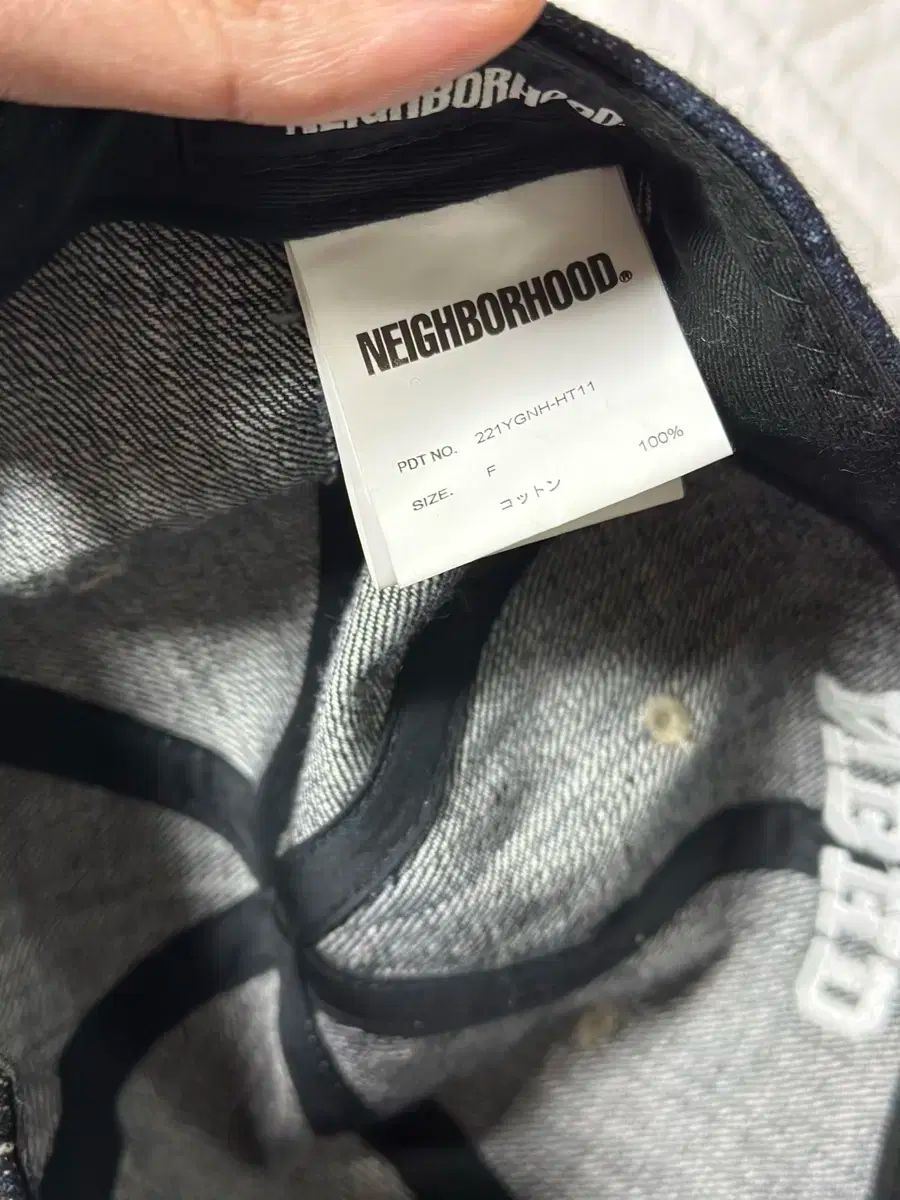 NEIGHBORHOOD
NEIGHBORHOOD®
PDT NO. 221YGNH-HT11
SIZE. F
コットン 100%